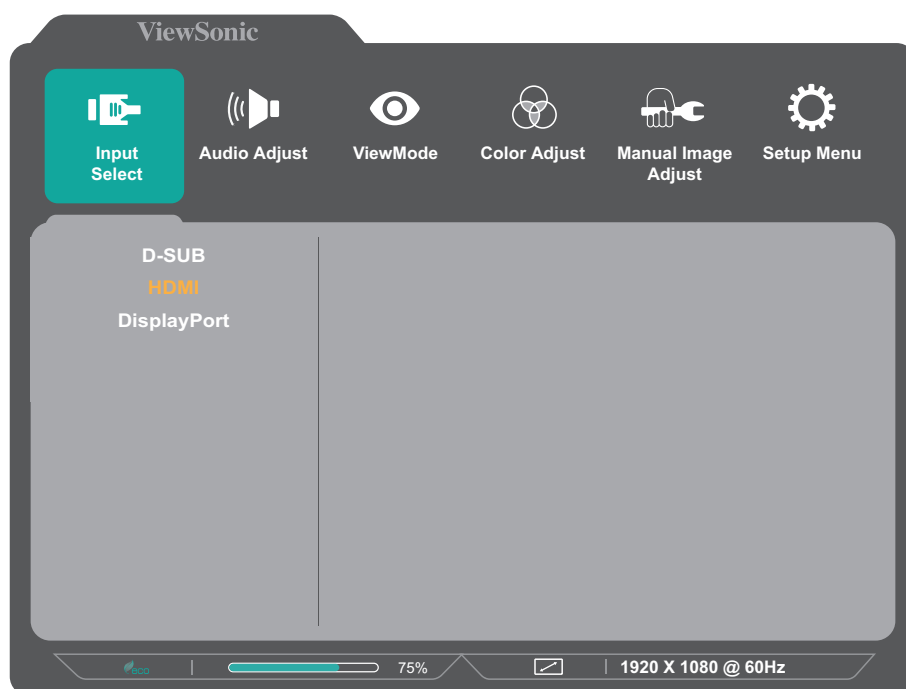 ViewSonic
Input
Select
Audio Adjust
ViewMode
Color Adjust
Manual Image
Adjust
Setup Menu
D-SUB
HDMI
DisplayPort
eco
75%
1920 X 1080 @ 60Hz